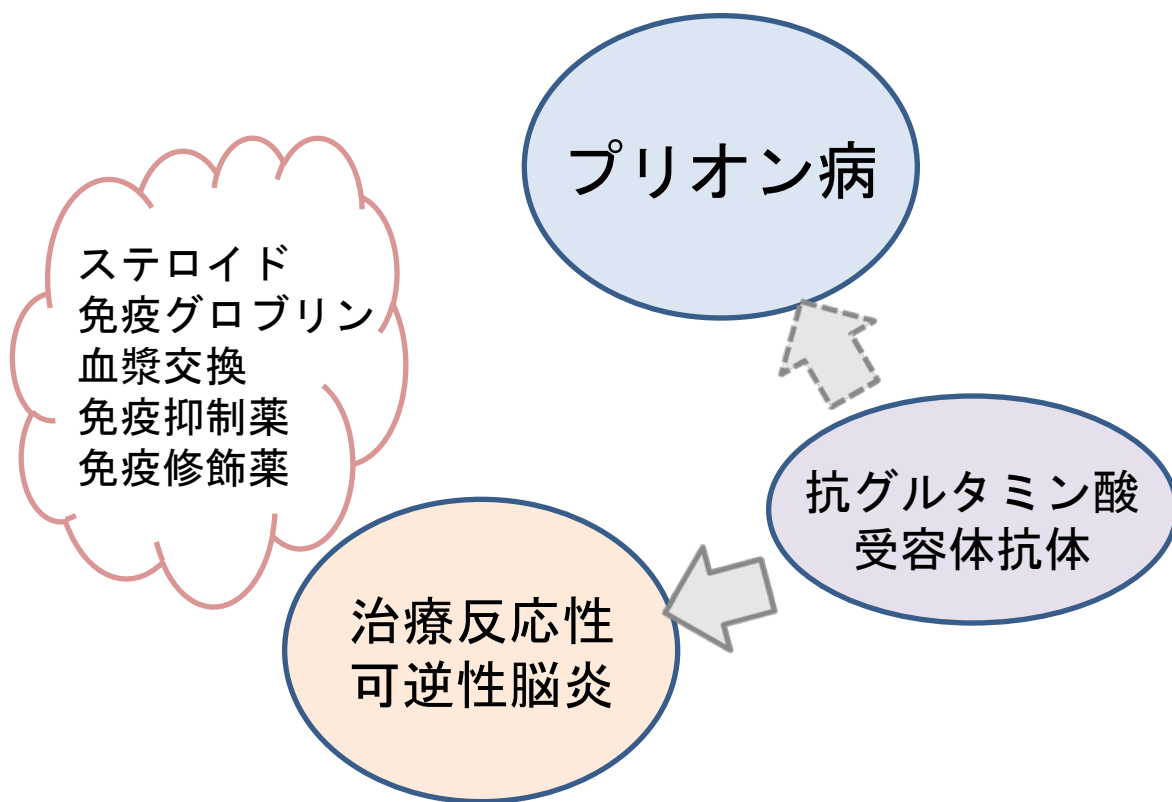 プリオン病
ステロイド
免疫グロブリン
血漿交換
免疫抑制薬
免疫修飾薬
抗グルタミン酸
受容体抗体
治療反応性
可逆性脳炎